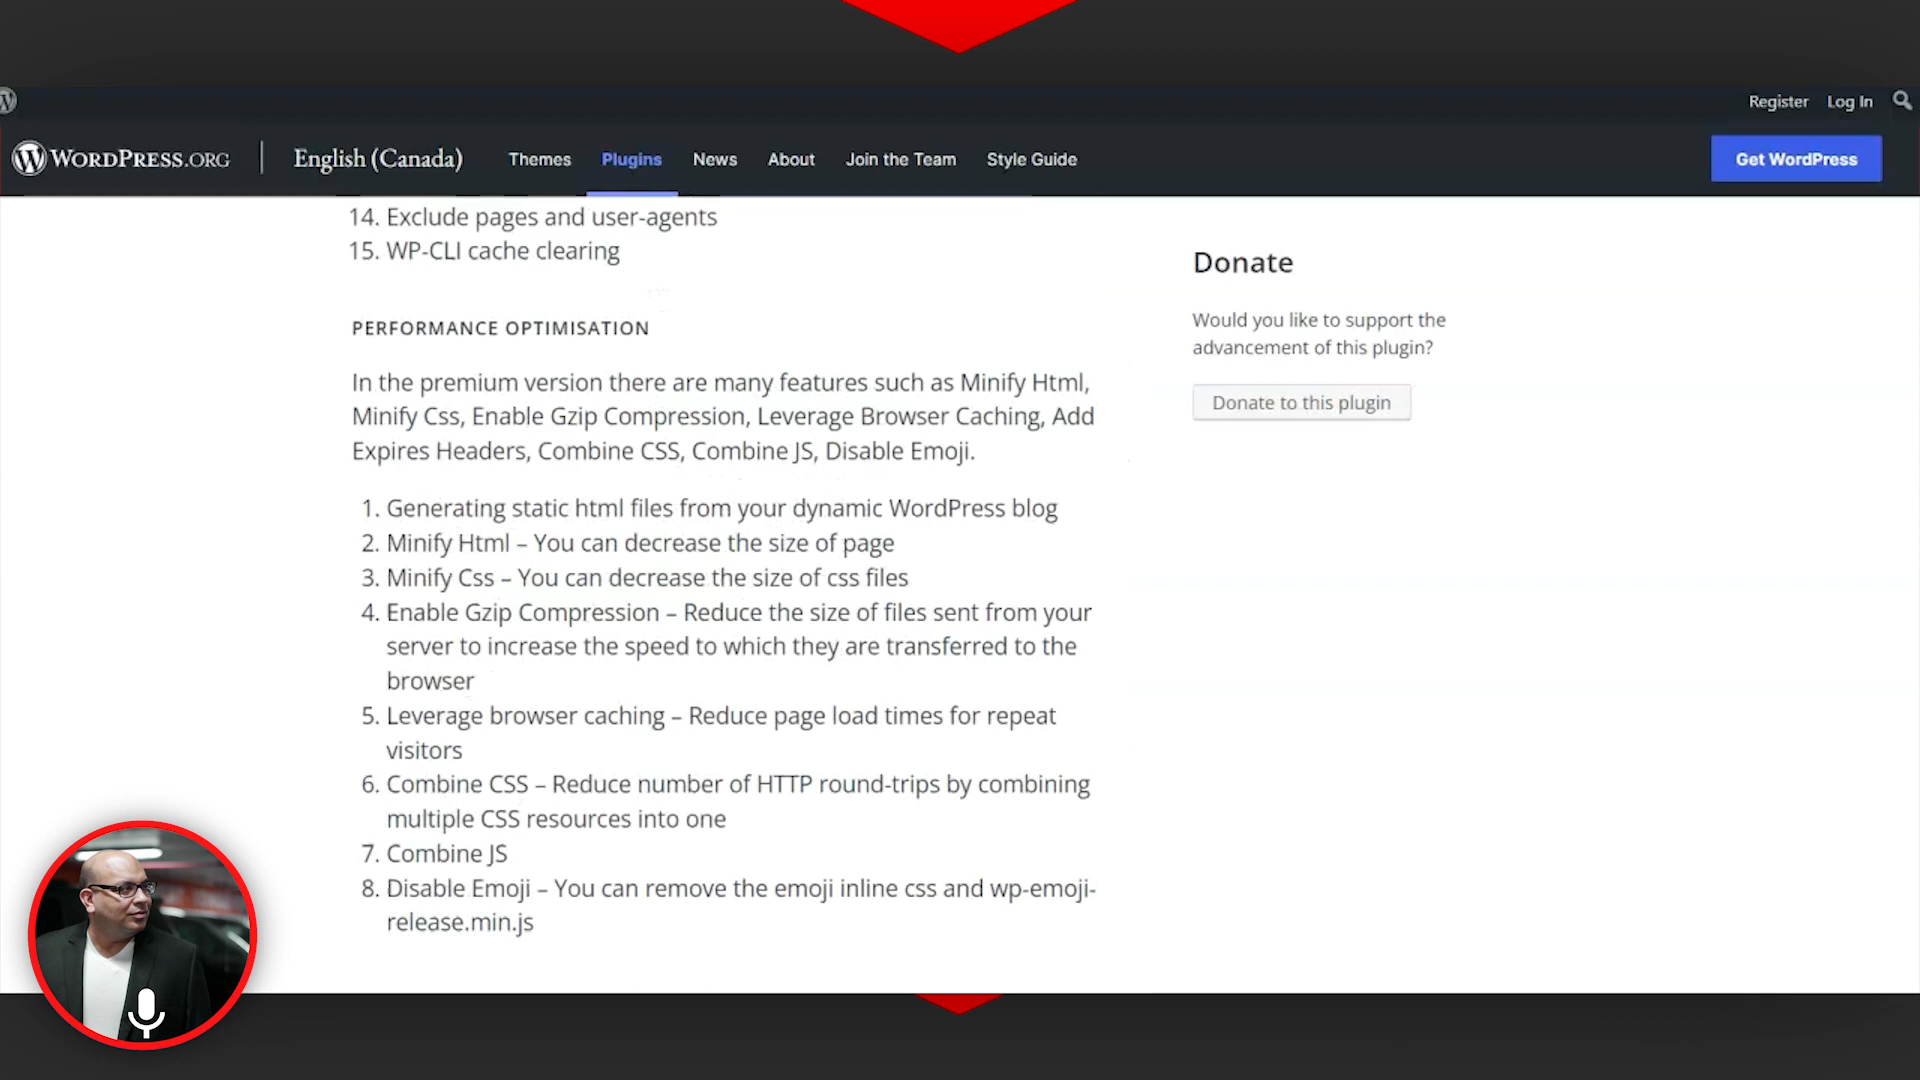 Register Log In
WORDPRESS.ORG English (Canada) Themes Plugins News About Join the Team Style Guide Get WordPress
14. Exclude pages and user-agents
15. WP-CLI cache clearing
Donate
Would you like to support the
advancement of this plugin?
Donate to this plugin
PERFORMANCE OPTIMISATION
In the premium version there are many features such as Minify Html,
Minify Css, Enable Gzip Compression, Leverage Browser Caching, Add
Expires Headers, Combine CSS, Combine JS, Disable Emoji.
1. Generating static html files from your dynamic WordPress blog
2. Minify Html – You can decrease the size of page
3. Minify Css – You can decrease the size of css files
4. Enable Gzip Compression – Reduce the size of files sent from your
server to increase the speed to which they are transferred to the
browser
5. Leverage browser caching – Reduce page load times for repeat
visitors
6. Combine CSS – Reduce number of HTTP round-trips by combining
multiple CSS resources into one
7. Combine JS
8. Disable Emoji – You can remove the emoji inline css and wp-emoji-
release.min.js